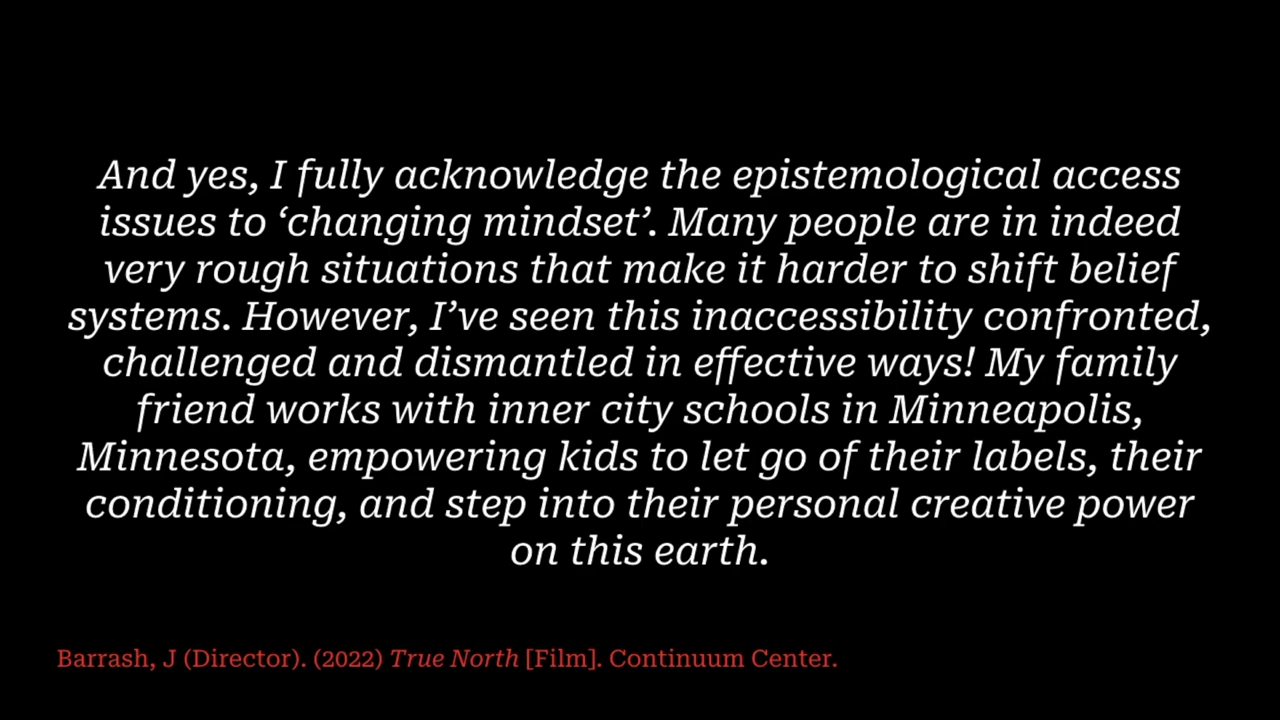 And yes, I fully acknowledge the epistemological access
issues to ‘changing mindset’. Many people are in indeed
very rough situations that make it harder to shift belief
systems. However, I’ve seen this inaccessibility confronted,
challenged and dismantled in effective ways! My family
friend works with inner city schools in Minneapolis,
Minnesota, empowering kids to let go of their labels, their
conditioning, and step into their personal creative power
on this earth.
Barrash, J (Director). (2022) True North [Film]. Continuum Center.